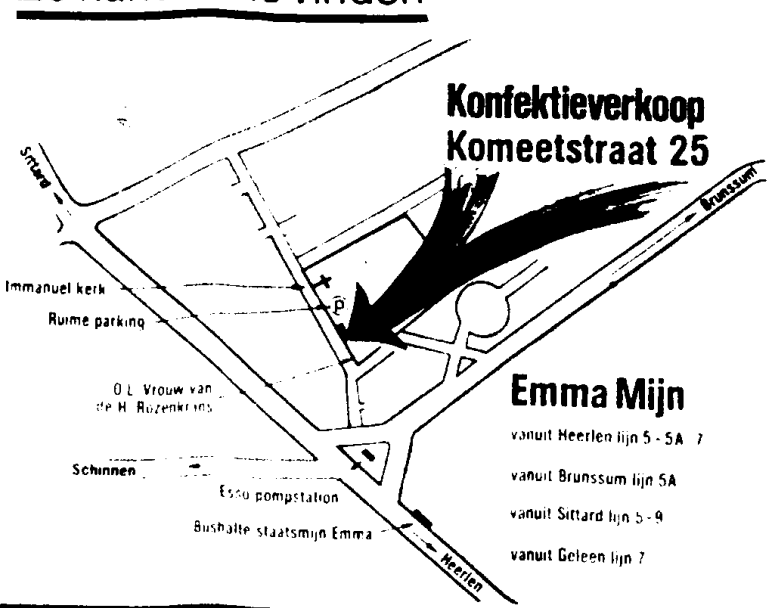 vinden
Konfektieverkoop
Komeetstraat 25
Sittard
Brunssum
Immanuel kerk
P
Ruime parking
O.L. Vrouw van
de H. Rozenkrans
Emma Mijn
vanuit Heerlen lijn 5 - 5A 7
vanuit Brunssum lijn 5A
vanuit Sittard lijn 5 - 9
vanuit Geleen lijn 7
Schinnen
Esso pompstation
Bushalte staatsmijn Emma
Heerlen